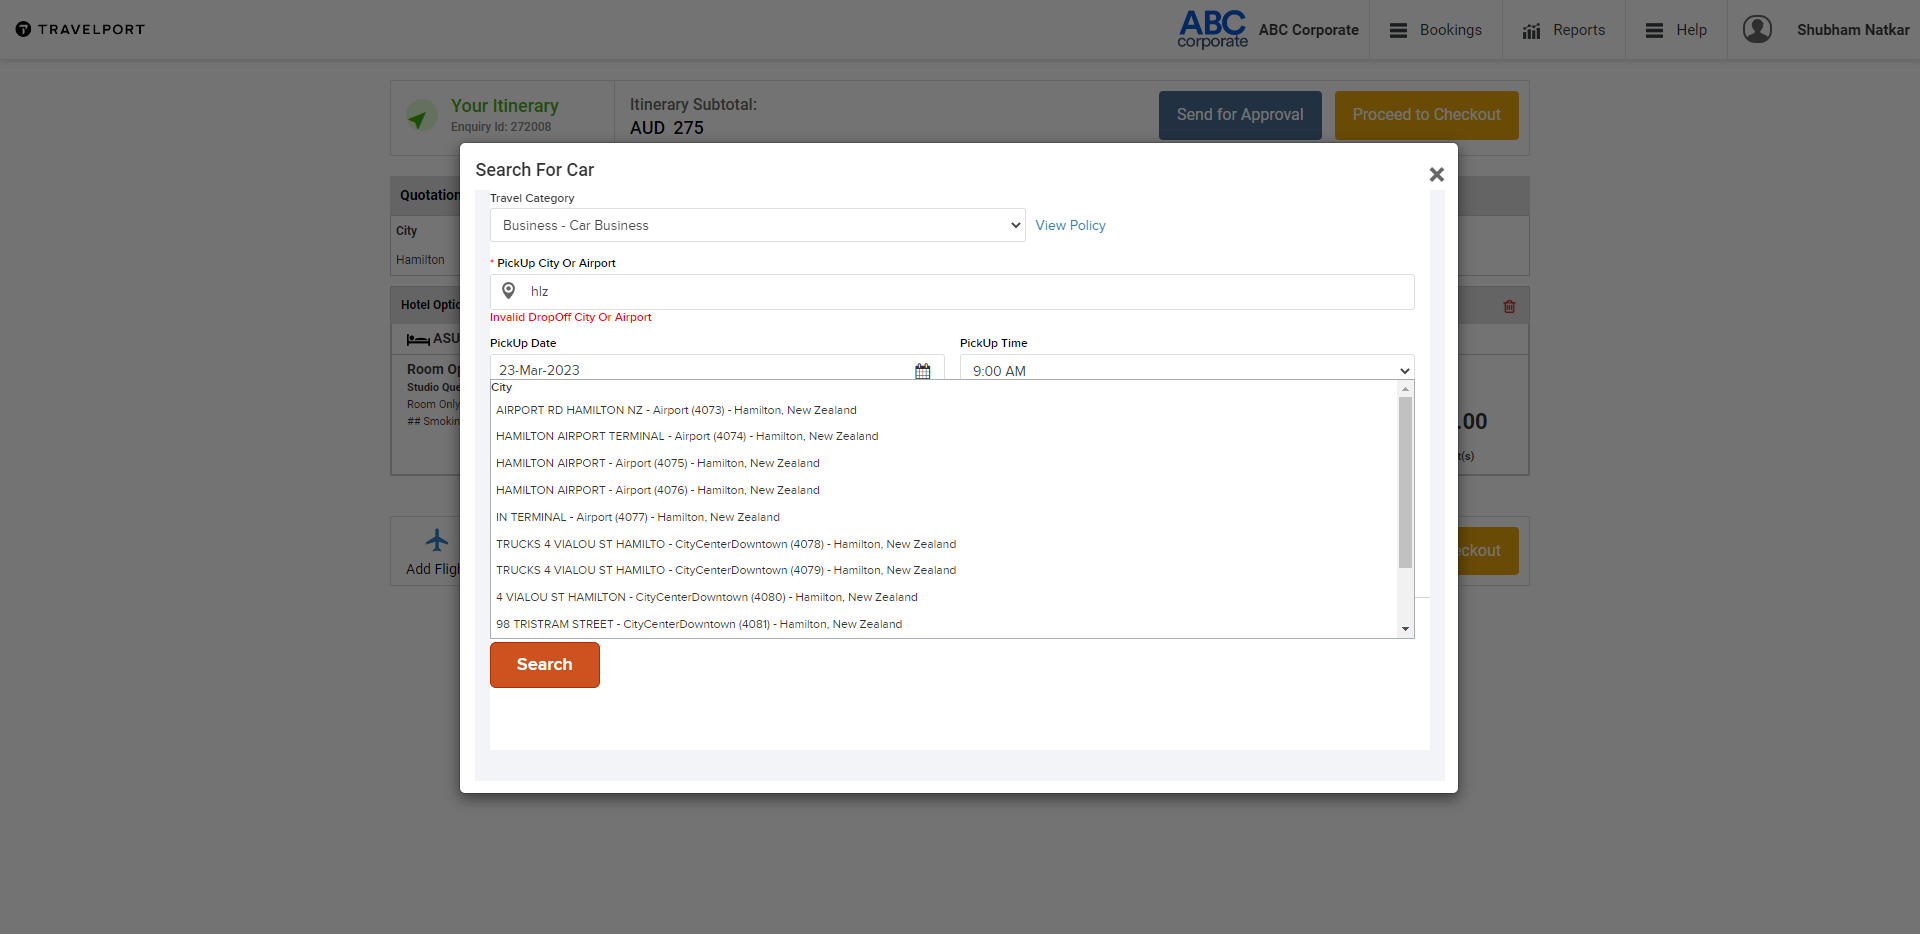 TRAVELPORT
ABC corporate
ABC Corporate
Bookings
Reports
Help
Shubham Natkar
Your Itinerary
Enquiry Id: 272008
Itinerary Subtotal:
AUD 275
Send for Approval
Proceed to Checkout
Search For Car
Quotation
City
Hamilton
Travel Category
Business - Car Business
View Policy
* PickUp City Or Airport
hlz
Invalid DropOff City Or Airport
Hotel Optio
ASU
PickUp Date
PickUp Time
23-Mar-2023
9:00 AM
Room Op
Studio Que
Room Only
## Smokin
.00
t(s)
City
AIRPORT RD HAMILTON NZ - Airport (4073) - Hamilton, New Zealand
HAMILTON AIRPORT TERMINAL - Airport (4074) - Hamilton, New Zealand
HAMILTON AIRPORT - Airport (4075) - Hamilton, New Zealand
HAMILTON AIRPORT - Airport (4076) - Hamilton, New Zealand
IN TERMINAL - Airport (4077) - Hamilton, New Zealand
TRUCKS 4 VIALOU ST HAMILTO - CityCenterDowntown (4078) - Hamilton, New Zealand
TRUCKS 4 VIALOU ST HAMILTO - CityCenterDowntown (4079) - Hamilton, New Zealand
4 VIALOU ST HAMILTON - CityCenterDowntown (4080) - Hamilton, New Zealand
98 TRISTRAM STREET - CityCenterDowntown (4081) - Hamilton, New Zealand
Add Fligh
eckout
Search